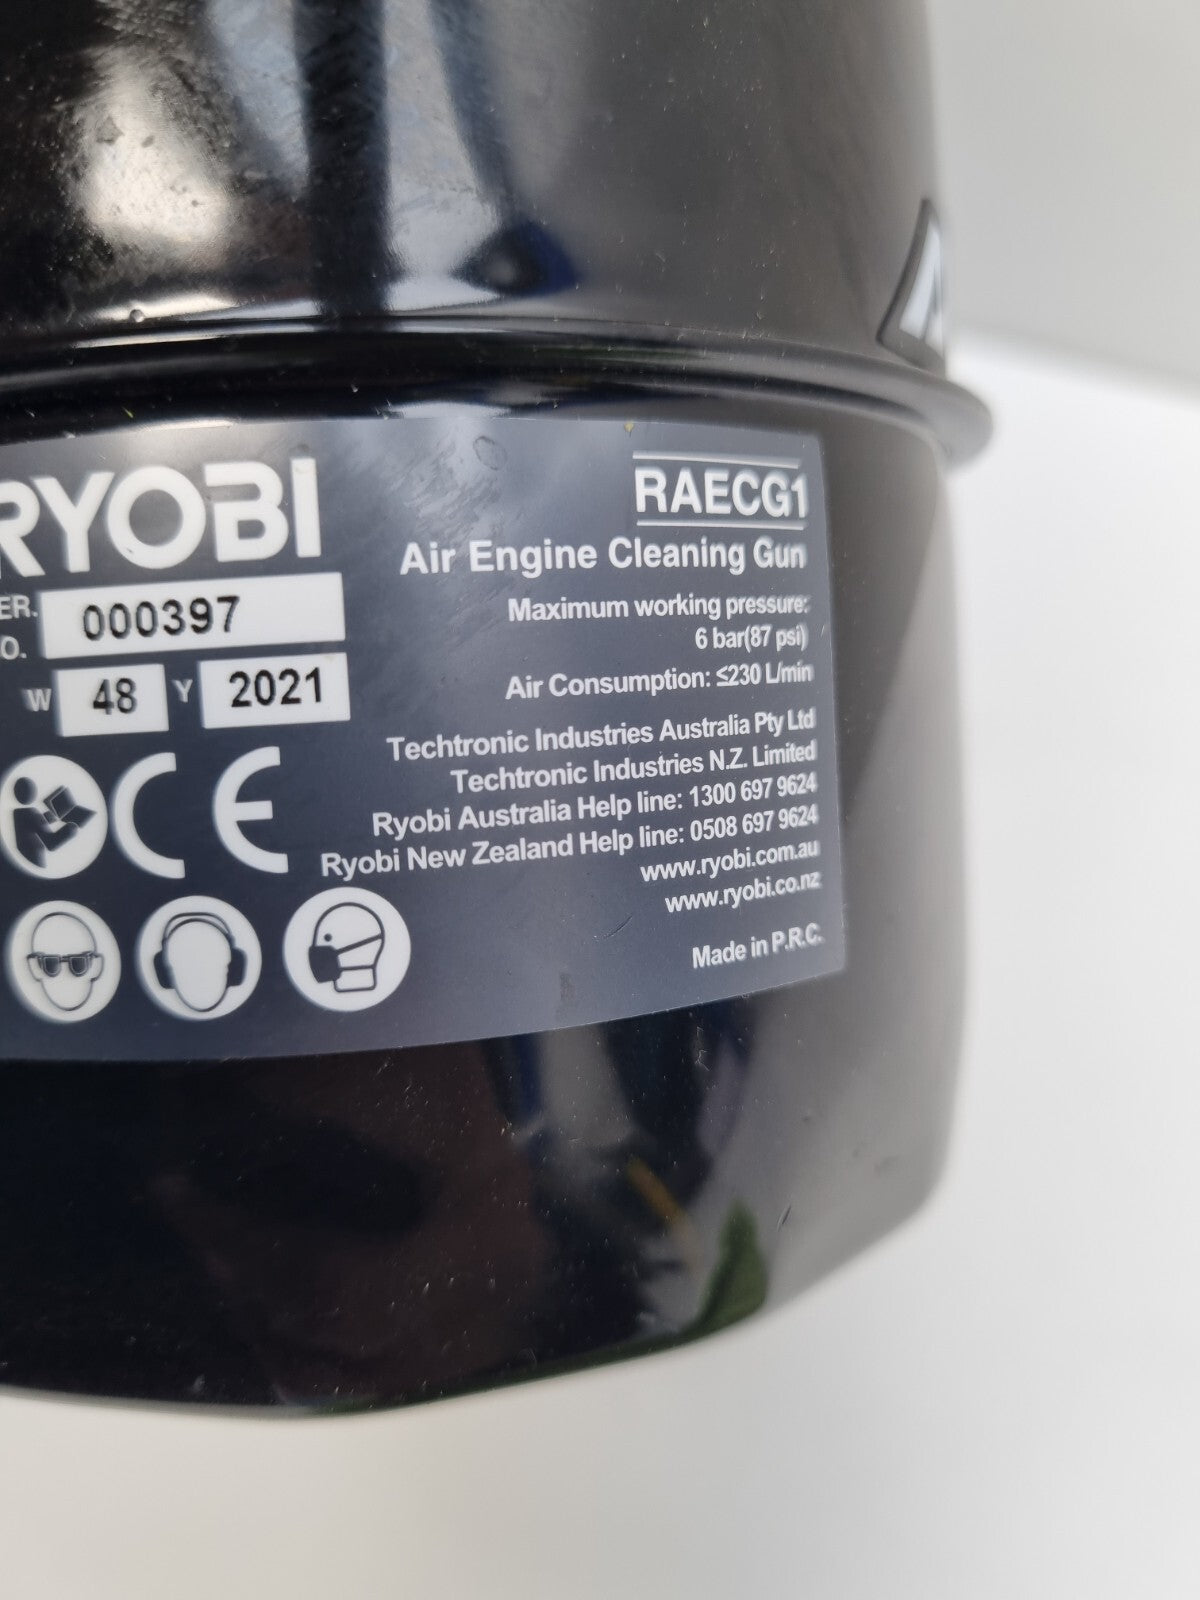 RYOBI
RAECG1
Air Engine Cleaning Gun
ER. 000397
O.
W 48 Y 2021
Maximum working pressure:
6 bar(87 psi)
Air Consumption: ≤230 L/min
Techtronic Industries Australia Pty Ltd
Techtronic Industries N.Z. Limited
Ryobi Australia Help line: 1300 697 9624
Ryobi New Zealand Help line: 0508 697 9624
www.ryobi.com.au
www.ryobi.co.nz
Made in P.R.C.
CE